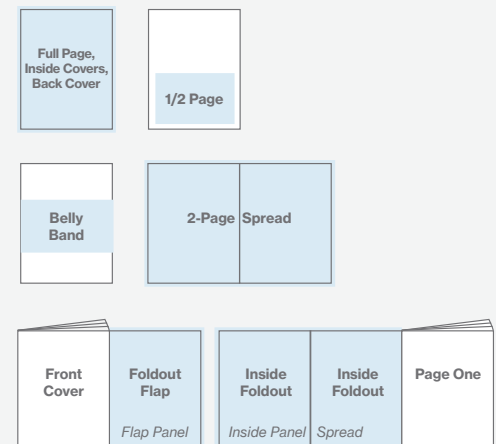 Full Page,
Inside Covers,
Back Cover
1/2 Page
Belly
Band
2-Page Spread
Front
Cover
Foldout
Flap
Flap Panel
Inside
Foldout
Inside Panel
Inside
Foldout
Spread
Page One